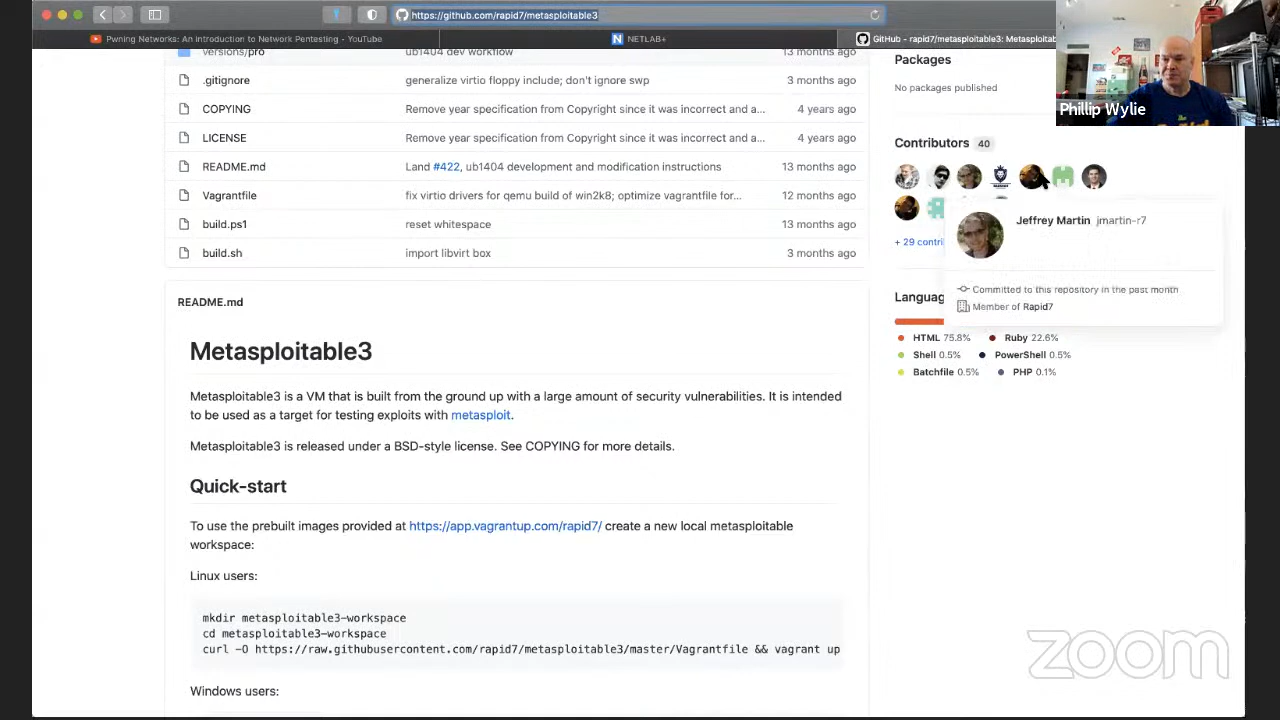 https://github.com/rapid7/metasploitable3
Pwning Networks: An introduction to Network Pentesting - YouTube
NETLAB+
GitHub - rapid7/metasploitable3: Metasploitab
Phillip Wylie
versions/pro ub1404 dev workflow 13 months ago
.gitignore generalize virtio floppy include; don't ignore swp 3 months ago
COPYING Remove year specification from Copyright since it was incorrect and a... 4 years ago
LICENSE Remove year specification from Copyright since it was incorrect and a... 4 years ago
README.md Land #422, ub1404 development and modification instructions 13 months ago
Vagrantfile fix virtio drivers for qemu build of win2k8; optimize vagrantfile for... 12 months ago
build.ps1 reset whitespace 13 months ago
build.sh import libvirt box 3 months ago
README.md
Metasploitable3
Metasploitable3 is a VM that is built from the ground up with a large amount of security vulnerabilities. It is intended
to be used as a target for testing exploits with metasploit.
Metasploitable3 is released under a BSD-style license. See COPYING for more details.
Quick-start
To use the prebuilt images provided at https://app.vagrantup.com/rapid7/ create a new local metasploitable
workspace:
Linux users:
mkdir metasploitable3-workspace
cd metasploitable3-workspace
curl -O https://raw.githubusercontent.com/rapid7/metasploitable3/master/Vagrantfile && vagrant up
Windows users:
Packages
No packages published
Contributors 40
Jeffrey Martin jmartin-r7
+ 29 contri
Committed to this repository in the past month
Member of Rapid7
Languag
HTML 75.8% Ruby 22.6%
Shell 0.5% PowerShell 0.5%
Batchfile 0.5% PHP 0.1%
zoom